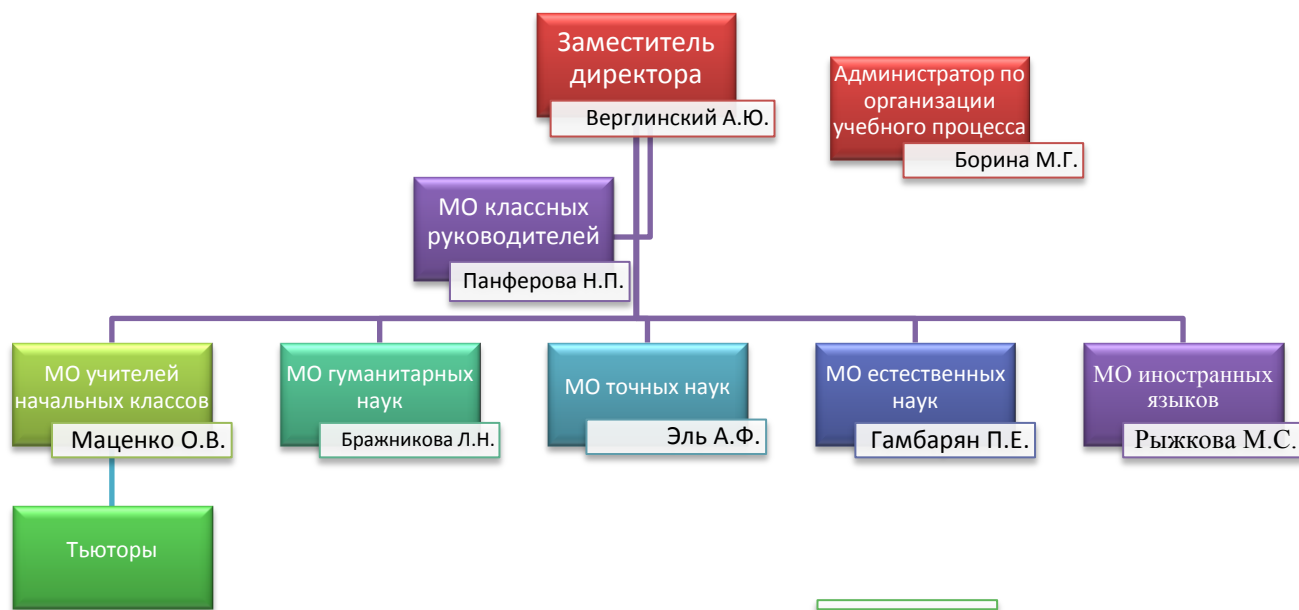 Заместитель
директора
Верглинский А.Ю.
Администратор по
организации
учебного процесса
Борина М.Г.
МО классных
руководителей
Панферова Н.П.
МО учителей
начальных классов
Маценко О.В.
МО гуманитарных
наук
Бражникова Л.Н.
МО точных наук
Эль А.Ф.
МО естественных
наук
Гамбарян П.Е.
МО иностранных
языков
Рыжкова М.С.
Тьюторы